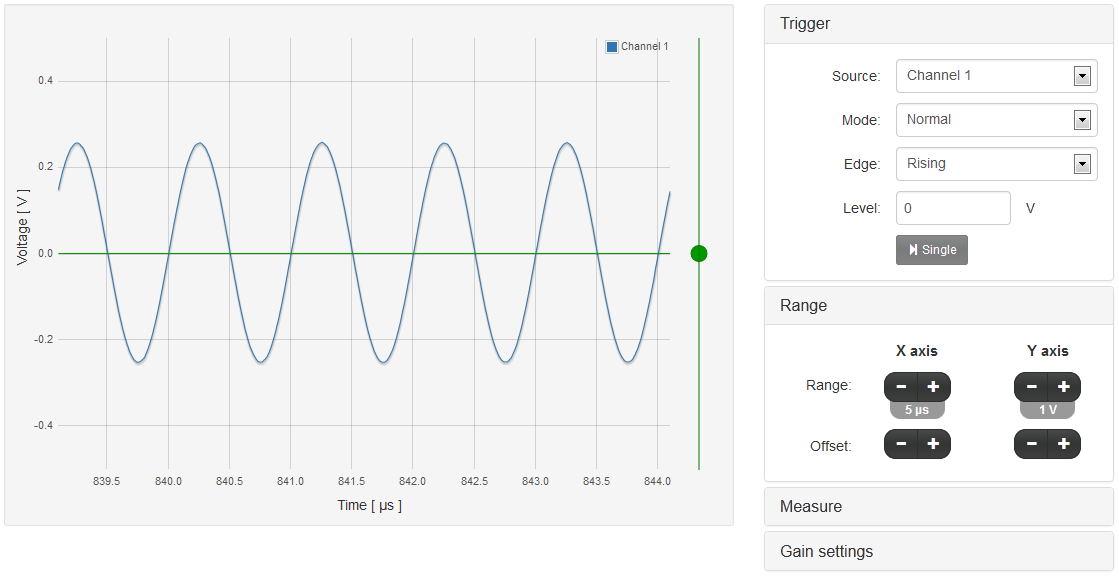 Channel 1
0.4
0.2
0.0
-0.2
-0.4
Voltage [ V ]
839.5 840.0 840.5 841.0 841.5 842.0 842.5 842.5 843.0 843.5 844.0
Time [ µs ]
Trigger
Source: Channel 1
Mode: Normal
Edge: Rising
Level: 0 V
Single
Range
X axis Y axis
Range: − + − +
5 µs 1 V
Offset: − + − +
Measure
Gain settings